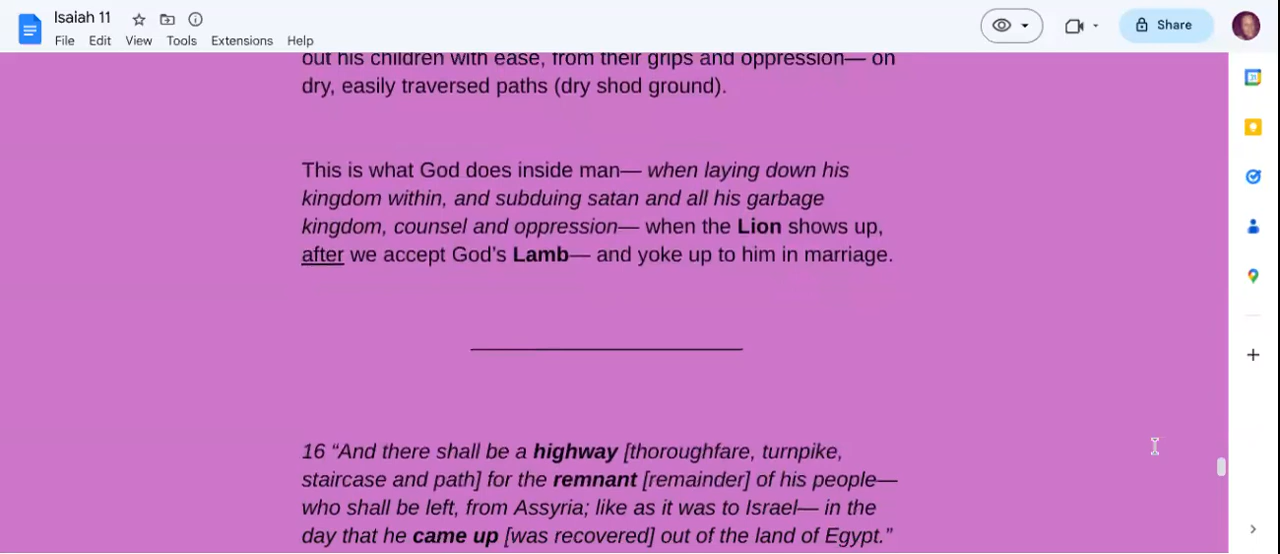 Isaiah 11
File Edit View Tools Extensions Help
Share
out his children with ease, from their grips and oppression— on
dry, easily traversed paths (dry shod ground).
This is what God does inside man— when laying down his
kingdom within, and subduing satan and all his garbage
kingdom, counsel and oppression— when the Lion shows up,
after we accept God's Lamb— and yoke up to him in marriage.
16 “And there shall be a highway [thoroughfare, turnpike,
staircase and path] for the remnant [remainder] of his people—
who shall be left, from Assyria; like as it was to Israel— in the
day that he came up [was recovered] out of the land of Egypt.”